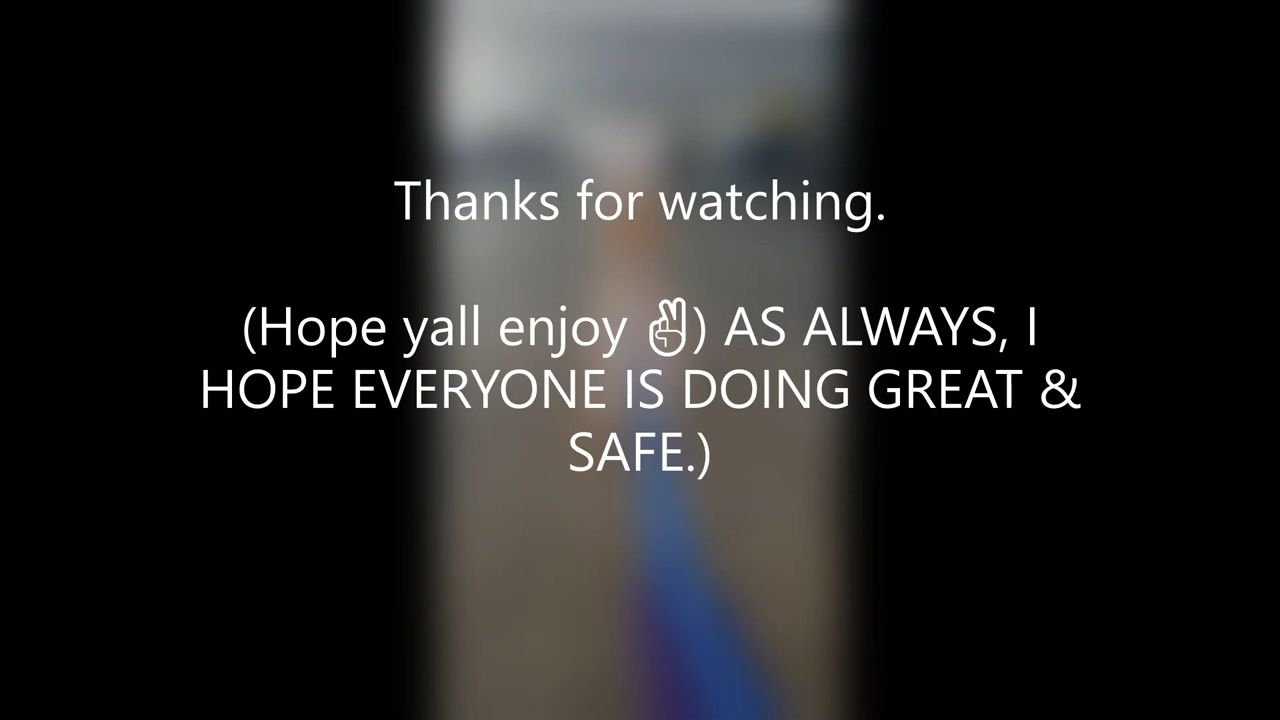 Thanks for watching.
(Hope yall enjoy ✌) AS ALWAYS, I
HOPE EVERYONE IS DOING GREAT &
SAFE.)